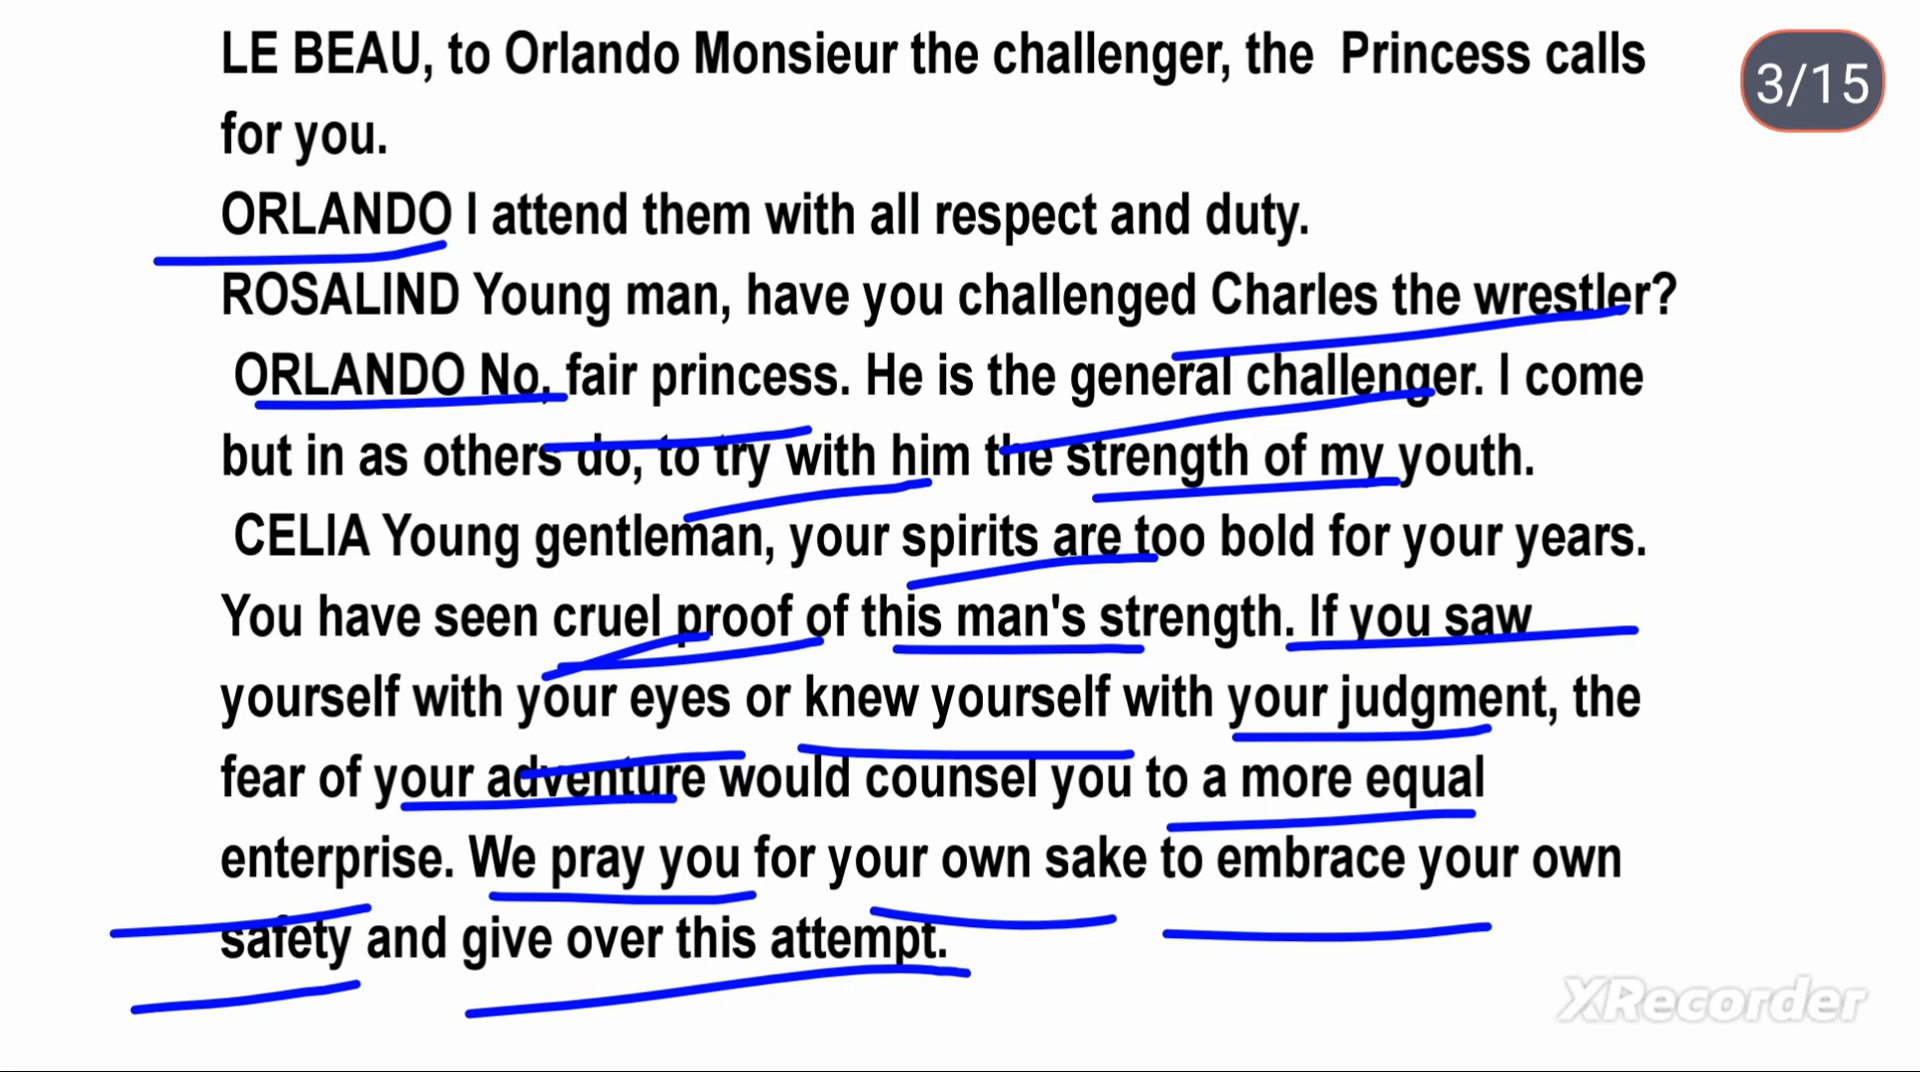 LE BEAU, to Orlando Monsieur the challenger, the Princess calls
for you.
ORLANDO I attend them with all respect and duty.
ROSALIND Young man, have you challenged Charles the wrestler?
ORLANDO No, fair princess. He is the general challenger. I come
but in as others do, to try with him the strength of my youth.
CELIA Young gentleman, your spirits are too bold for your years.
You have seen cruel proof of this man's strength. If you saw
yourself with your eyes or knew yourself with your judgment, the
fear of your adventure would counsel you to a more equal
enterprise. We pray you for your own sake to embrace your own
safety and give over this attempt.
3/15
XRecorder